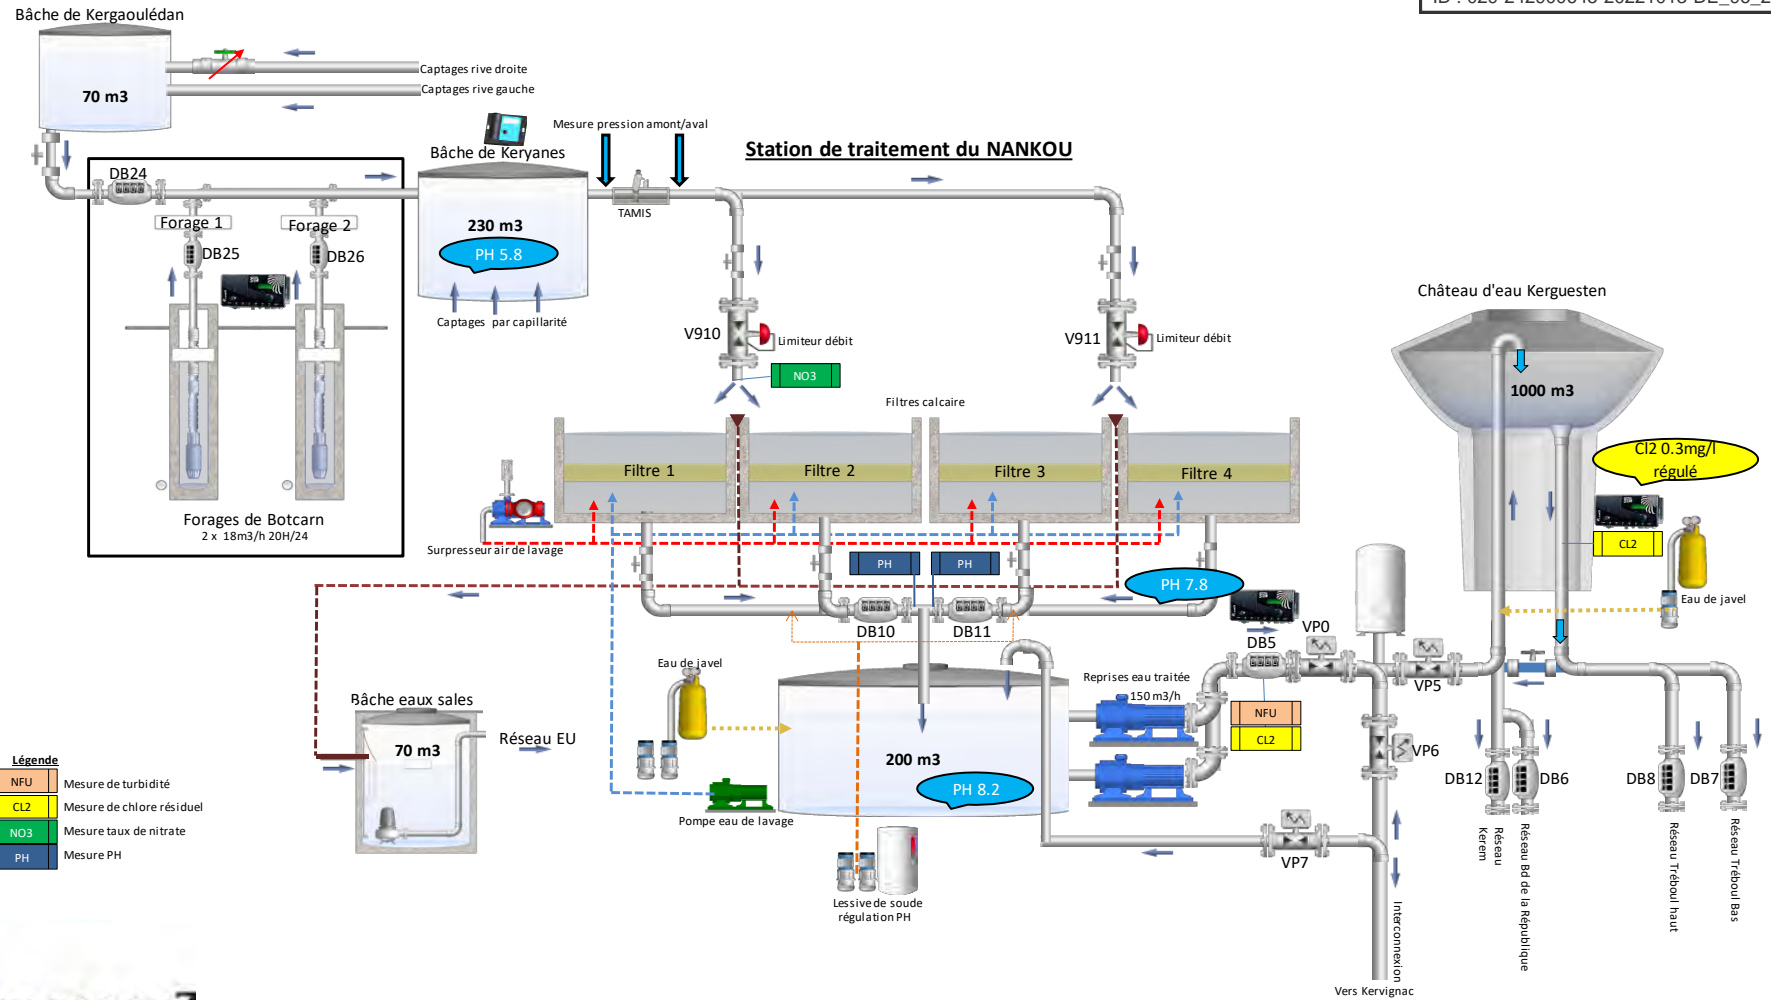 Bâche de Kergaoulédan
70 m3
Captages rive droite
Captages rive gauche
Mesure pression amont/aval
Station de traitement du NANKOU
Bâche de Keryanes
DB24
TAMIS
230 m3
PH 5.8
Forage 1
Forage 2
DB25
DB26
Captages par capillarité
V910
Limiteur débit
V911
Limiteur débit
NO3
Château d'eau Kerguesten
1000 m3
Filtres calcaire
Filtre 1
Filtre 2
Filtre 3
Filtre 4
Cl2 0.3mg/l
régulé
CL2
Eau de javel
Forages de Botcarn
2 x 18m3/h 20H/24
Surpresseur air de lavage
PH
PH
PH 7.8
DB10
DB11
DB5
VP0
VP5
VP6
VP7
Eau de javel
Reprises eau traitée
150 m3/h
NFU
CL2
200 m3
PH 8.2
Bâche eaux sales
70 m3
Réseau EU
Pompe eau de lavage
Lessive de soude
régulation PH
DB12
DB6
DB8
DB7
Réseau
Kerem
Réseau Bd de la République
Réseau Tréboul haut
Réseau Tréboul Bas
Interconnexion
Vers Kervignac
Légende
NFU Mesure de turbidité
CL2 Mesure de chlore résiduel
NO3 Mesure taux de nitrate
PH Mesure PH